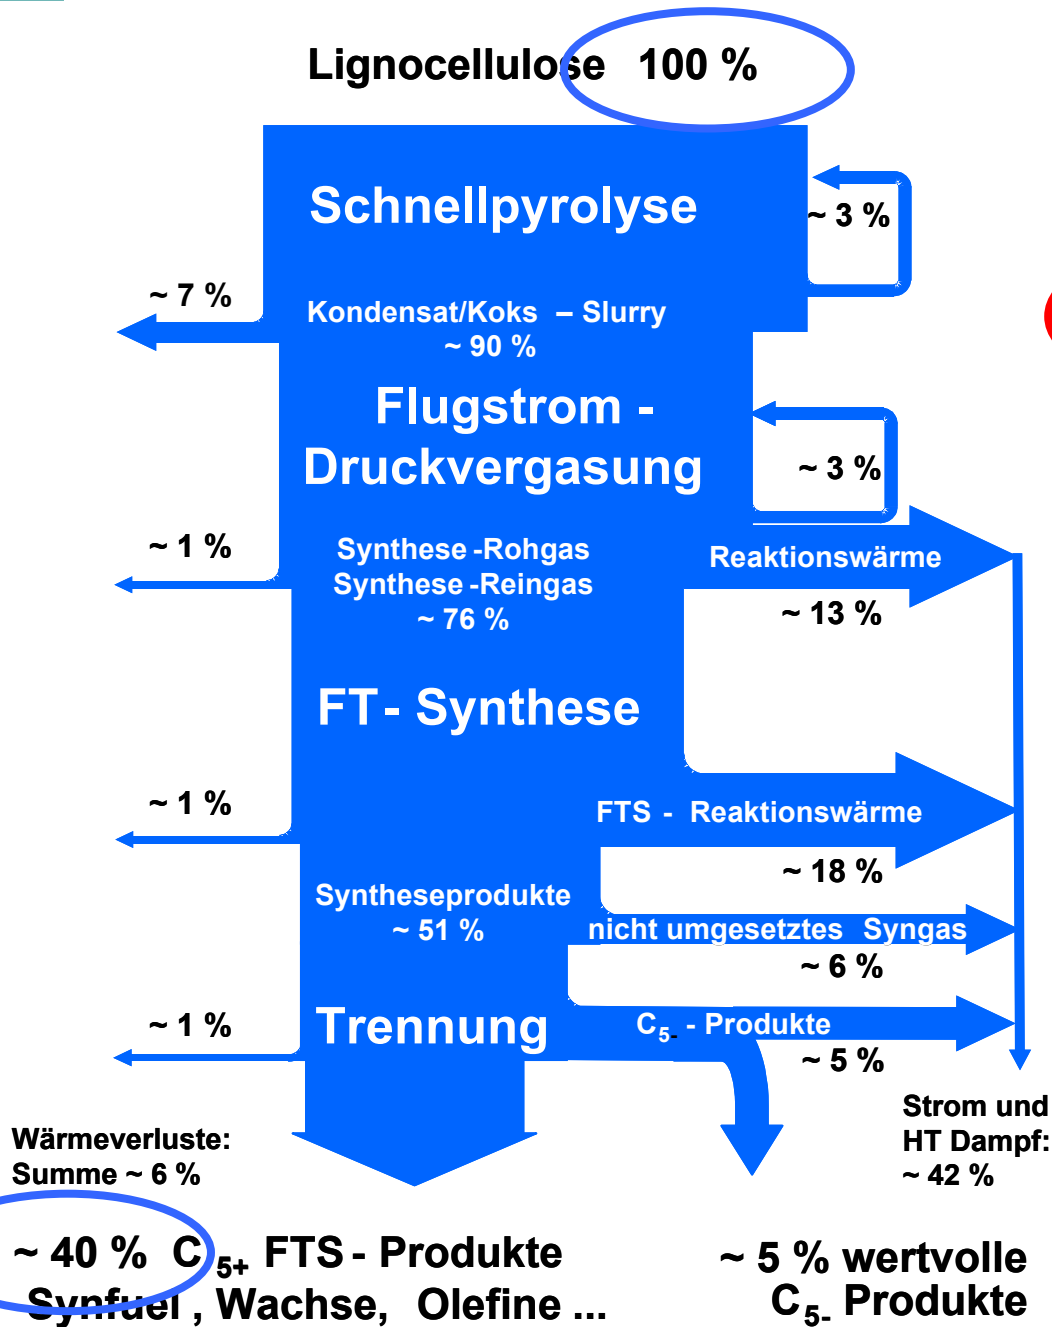 Lignocellulose 100 %
Schnellpyrolyse
~ 3 %
~ 7 %
Kondensat/Koks – Slurry
~ 90 %
Flugstrom -
Druckvergasung
~ 3 %
~ 1 %
Synthese -Rohgas
Synthese -Reingas
~ 76 %
Reaktionswärme
~ 13 %
FT- Synthese
~ 1 %
FTS - Reaktionswärme
~ 18 %
Syntheseprodukte
~ 51 %
nicht umgesetztes Syngas
~ 6 %
~ 1 %
Trennung
C5- - Produkte
~ 5 %
Strom und
HT Dampf:
~ 42 %
Wärmeverluste:
Summe ~ 6 %
~ 40 % C5+ FTS - Produkte
Synfuel , Wachse, Olefine ...
~ 5 % wertvolle
C5- Produkte